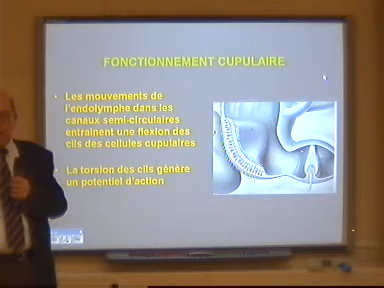 FONCTIONNEMENT CUPULAIRE
• Les mouvements de
l'endolymphe dans les
canaux semi-circulaires
entrainent une flexion des
cils des cellules cupulaires
• La torsion des cils génère
un potentiel d'action